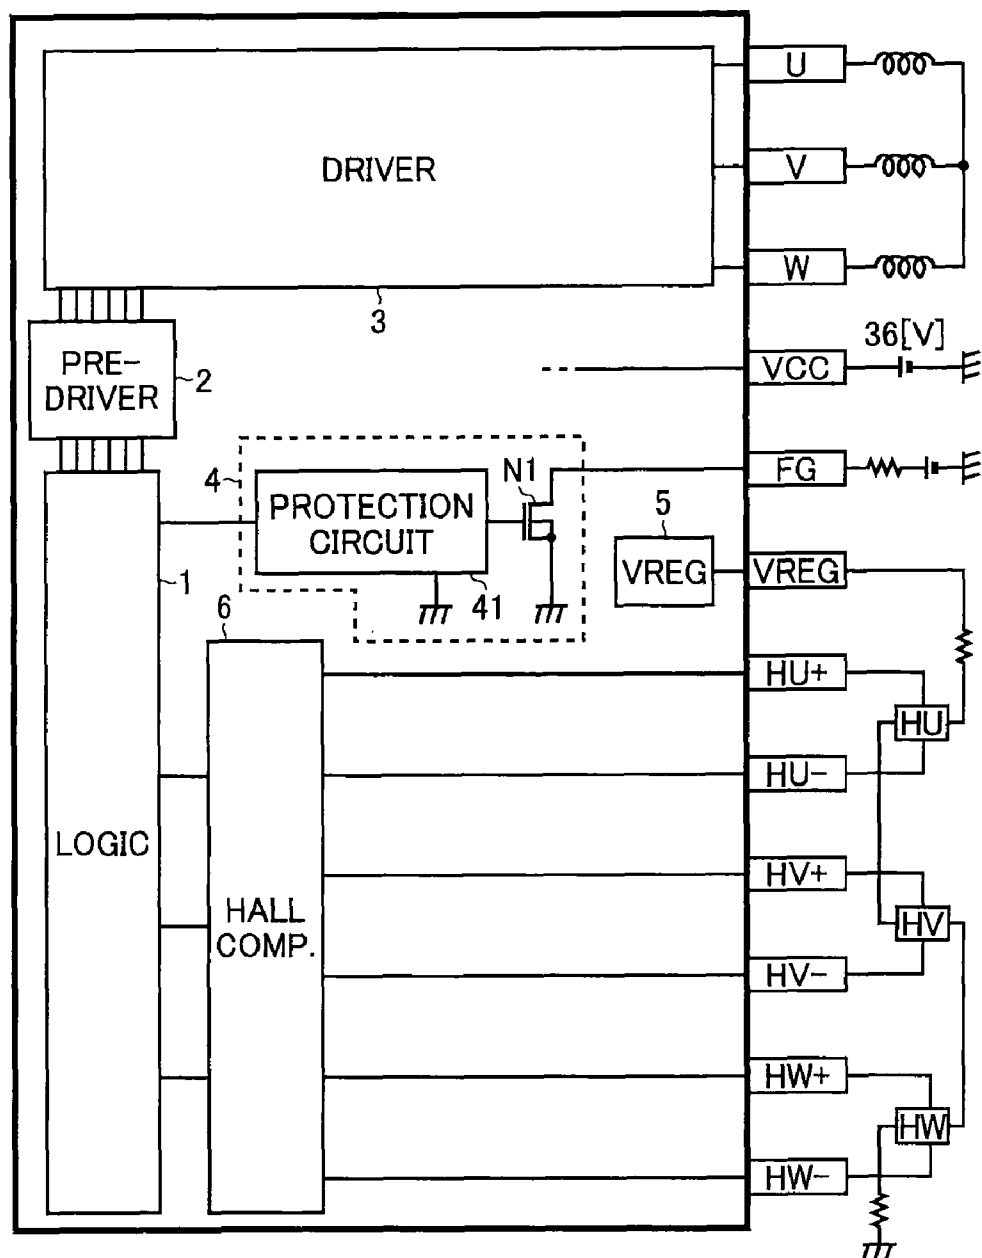 DRIVER
3
U
V
W
36[V]
VCC
PRE-
DRIVER
2
FG
4
PROTECTION
CIRCUIT
41
N1
5
VREG
VREG
1
LOGIC
6
HALL
COMP.
HU+
HU
HU-
HV+
HV
HV-
HW+
HW
HW-